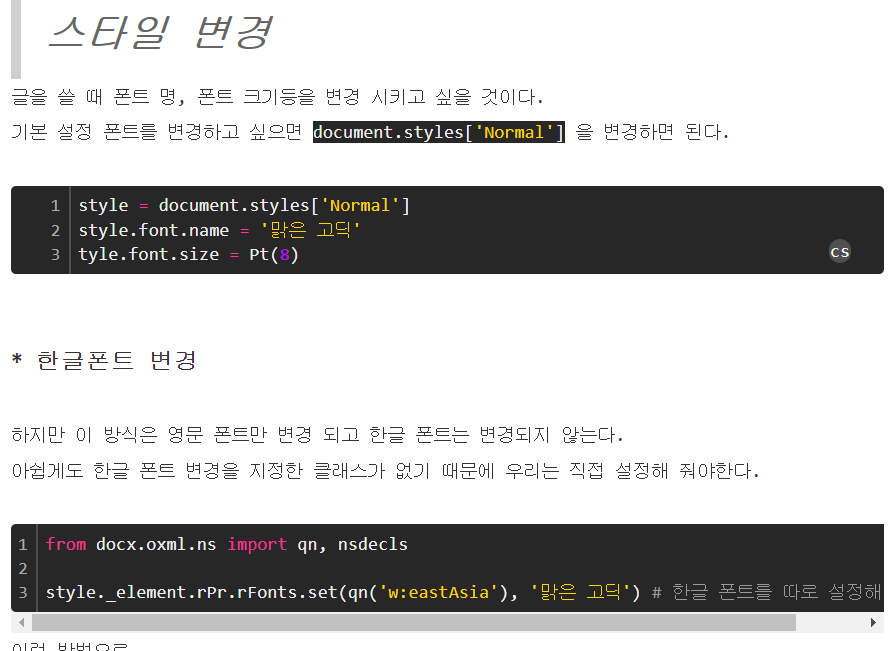 스타일 변경
글을 쓸 때 폰트 명, 폰트 크기등을 변경 시키고 싶을 것이다.
기본 설정 폰트를 변경하고 싶으면 document.styles['Normal'] 을 변경하면 된다.
1 style = document.styles['Normal']
2 style.font.name = '맑은 고딕'
3 tyle.font.size = Pt(8)
cs
* 한글폰트 변경
하지만 이 방식은 영문 폰트만 변경 되고 한글 폰트는 변경되지 않는다.
아쉽게도 한글 폰트 변경을 지정한 클래스가 없기 때문에 우리는 직접 설정해 줘야한다.
1 from docx.oxml.ns import qn, nsdecls
2
3 style._element.rPr.rFonts.set(qn('w:eastAsia'), '맑은 고딕') # 한글 폰트를 따로 설정해
이런 방법으로